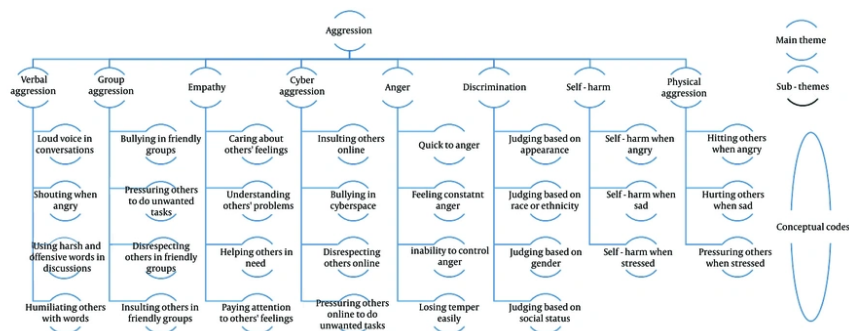 Aggression
Main theme
Verbal
aggression
Group
aggression
Empathy
Cyber
aggression
Anger
Discrimination
Self - harm
Physical
aggression
Sub - themes
Loud voice in
conversations
Bullying in friendly
groups
Caring about
others' feelings
Insulting others
online
Quick to anger
Judging based on
appearance
Self - harm when
angry
Hitting others
when angry
Shouting when
angry
Pressuring others
to do unwanted
tasks
Understanding
others' problems
Bullying in
cyberspace
Feeling constatnt
anger
Judging based on
race or ethnicity
Self - harm when
sad
Hurting others
when sad
Conceptual codes
Using harsh and
offensive words in
discussions
Disrespecting
others in friendly
groups
Helping others in
need
Disrespecting
others online
inability to control
anger
Judging based on
gender
Self - harm when
stressed
Pressuring others
when stressed
Humiliating others
with words
Insulting others in
friendly groups
Paying attention
to others' feelings
Pressuring others
online to do
unwanted tasks
Losing temper
easily
Judging based on
social status